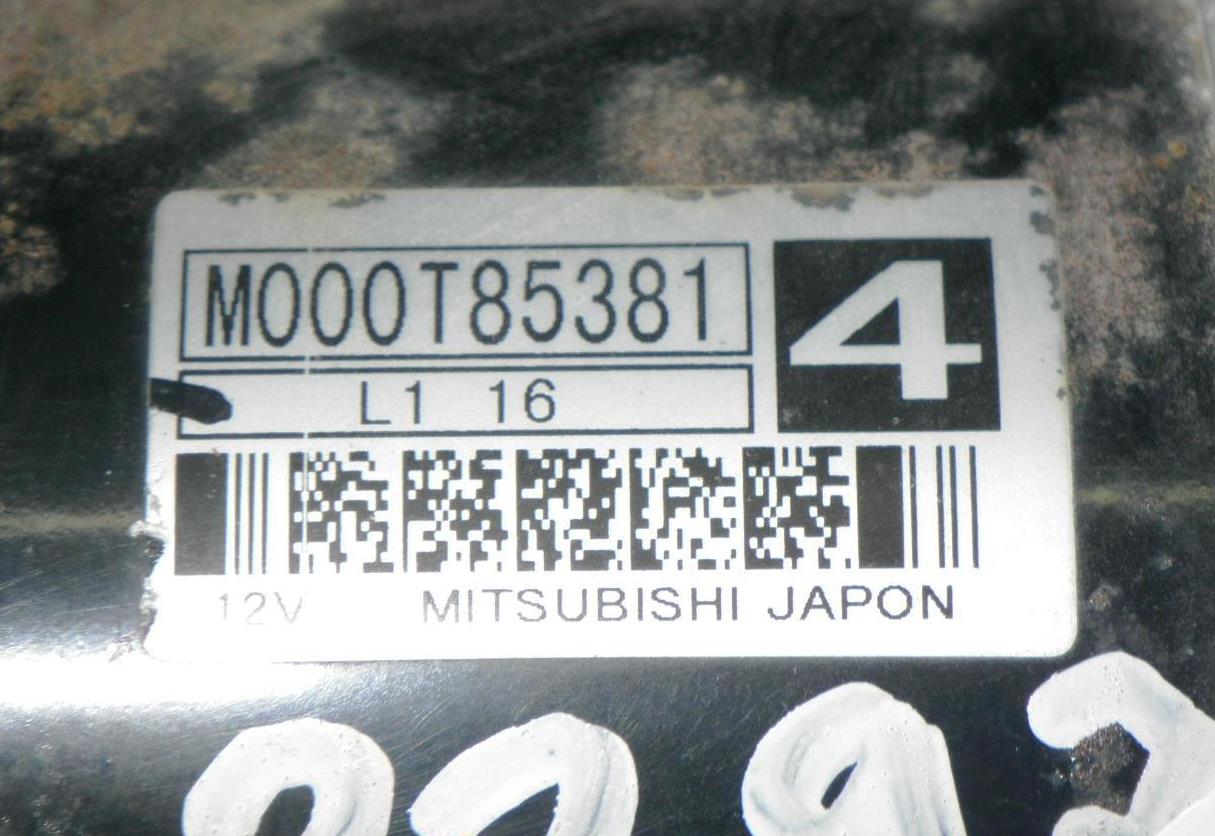 M000T85381
4
L1 16
12V MITSUBISHI JAPON